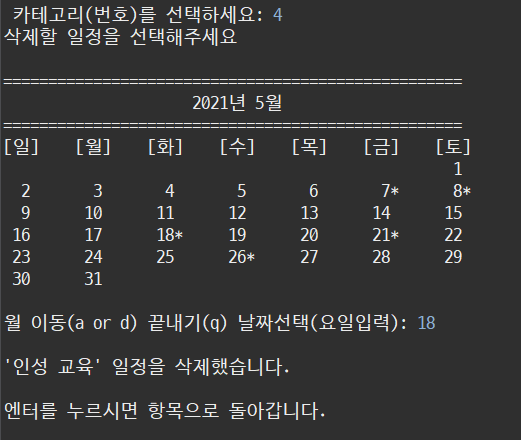 카테고리(번호)를 선택하세요: 4
삭제할 일정을 선택해주세요
===================================================
2021년 5월
===================================================
[일] [월] [화] [수] [목] [금] [토]
1
2 3 4 5 6 7* 8*
9 10 11 12 13 14 15
16 17 18* 19 20 21* 22
23 24 25 26* 27 28 29
30 31
월 이동(a or d) 끝내기(q) 날짜선택(요일입력): 18
'인성 교육' 일정을 삭제했습니다.
엔터를 누르시면 항목으로 돌아갑니다.